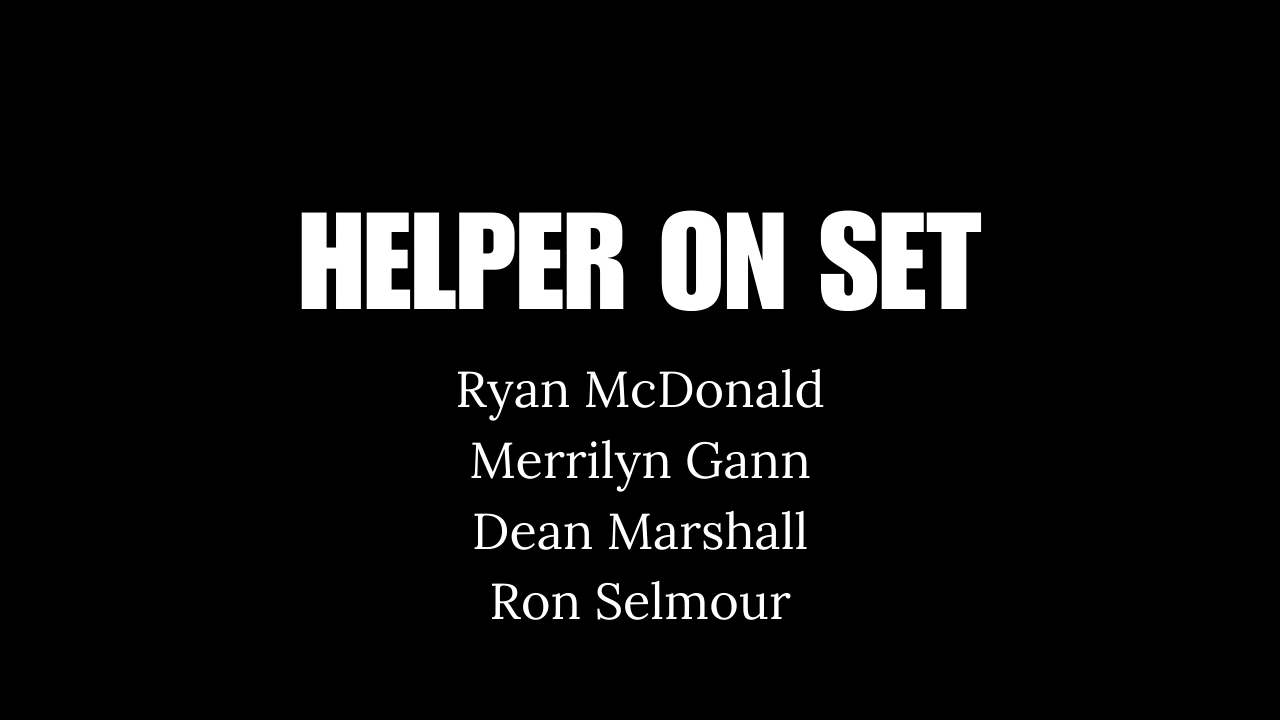 HELPER ON SET
Ryan McDonald
Merrilyn Gann
Dean Marshall
Ron Selmour